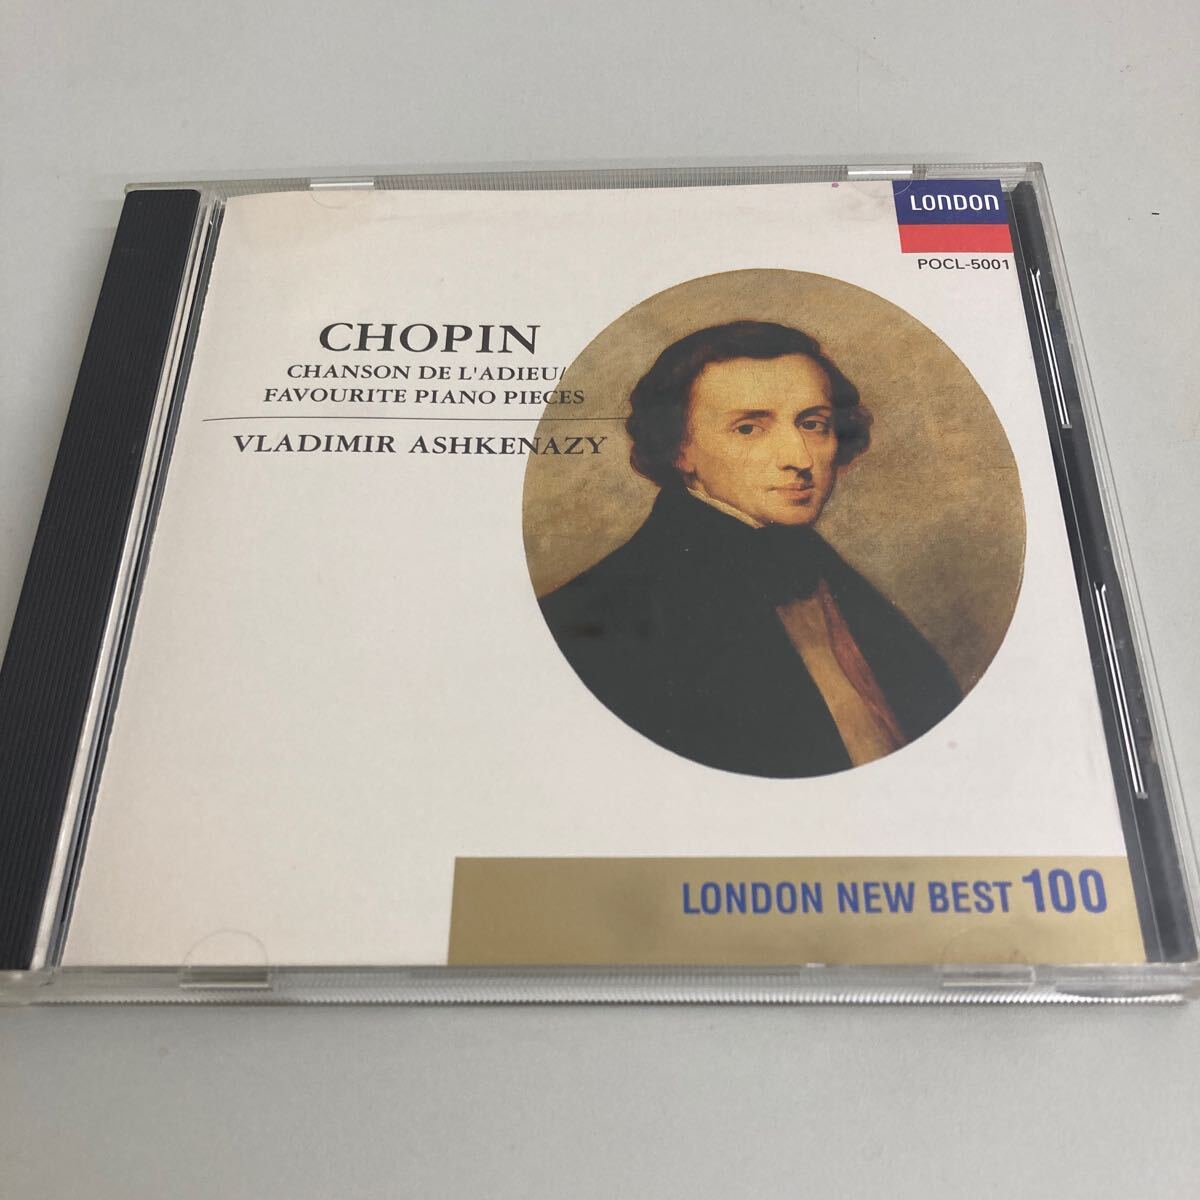 LONDON
POCL-5001
CHOPIN
CHANSON DE L'ADIEU/
FAVOURITE PIANO PIECES
VLADIMIR ASHKENAZY
LONDON NEW BEST 100